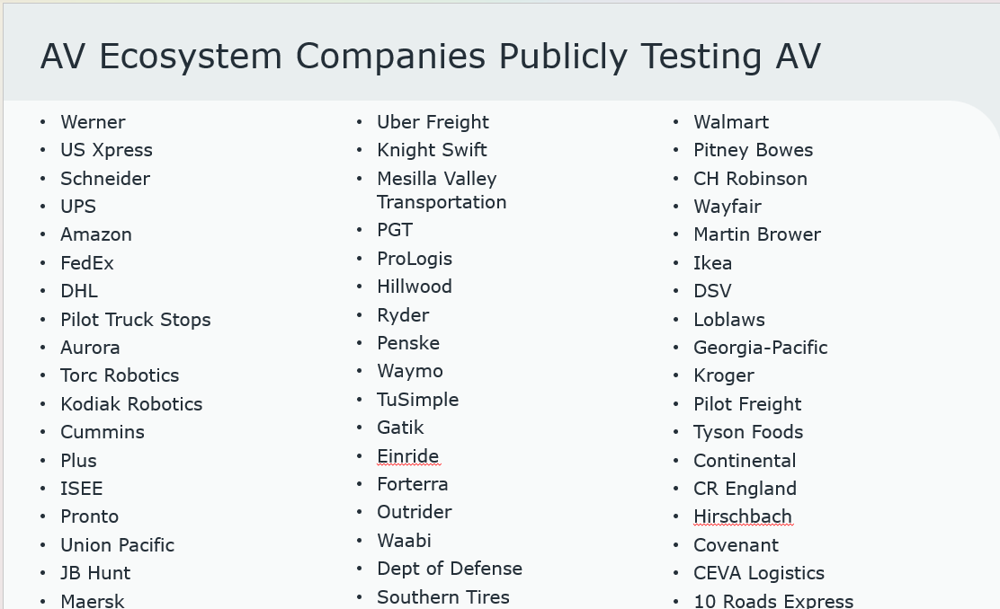 AV Ecosystem Companies Publicly Testing AV
• Werner
• US Xpress
• Schneider
• UPS
• Amazon
• FedEx
• DHL
• Pilot Truck Stops
• Aurora
• Torc Robotics
• Kodiak Robotics
• Cummins
• Plus
• ISEE
• Pronto
• Union Pacific
• JB Hunt
• Maersk
• Uber Freight
• Knight Swift
• Mesilla Valley
Transportation
• PGT
• ProLogis
• Hillwood
• Ryder
• Penske
• Waymo
• TuSimple
• Gatik
• Einride
• Forterra
• Outrider
• Waabi
• Dept of Defense
• Southern Tires
• Walmart
• Pitney Bowes
• CH Robinson
• Wayfair
• Martin Brower
• Ikea
• DSV
• Loblaws
• Georgia-Pacific
• Kroger
• Pilot Freight
• Tyson Foods
• Continental
• CR England
• Hirschbach
• Covenant
• CEVA Logistics
• 10 Roads Express